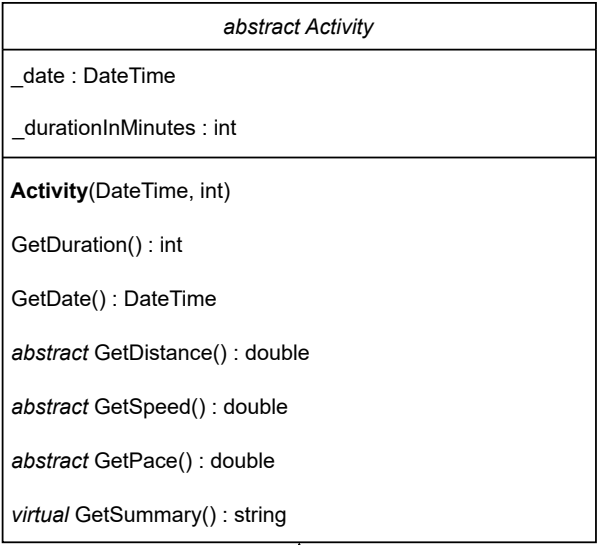 abstract Activity
_date : DateTime
_durationInMinutes : int
Activity(DateTime, int)
GetDuration() : int
GetDate() : DateTime
abstract GetDistance() : double
abstract GetSpeed() : double
abstract GetPace() : double
virtual GetSummary() : string